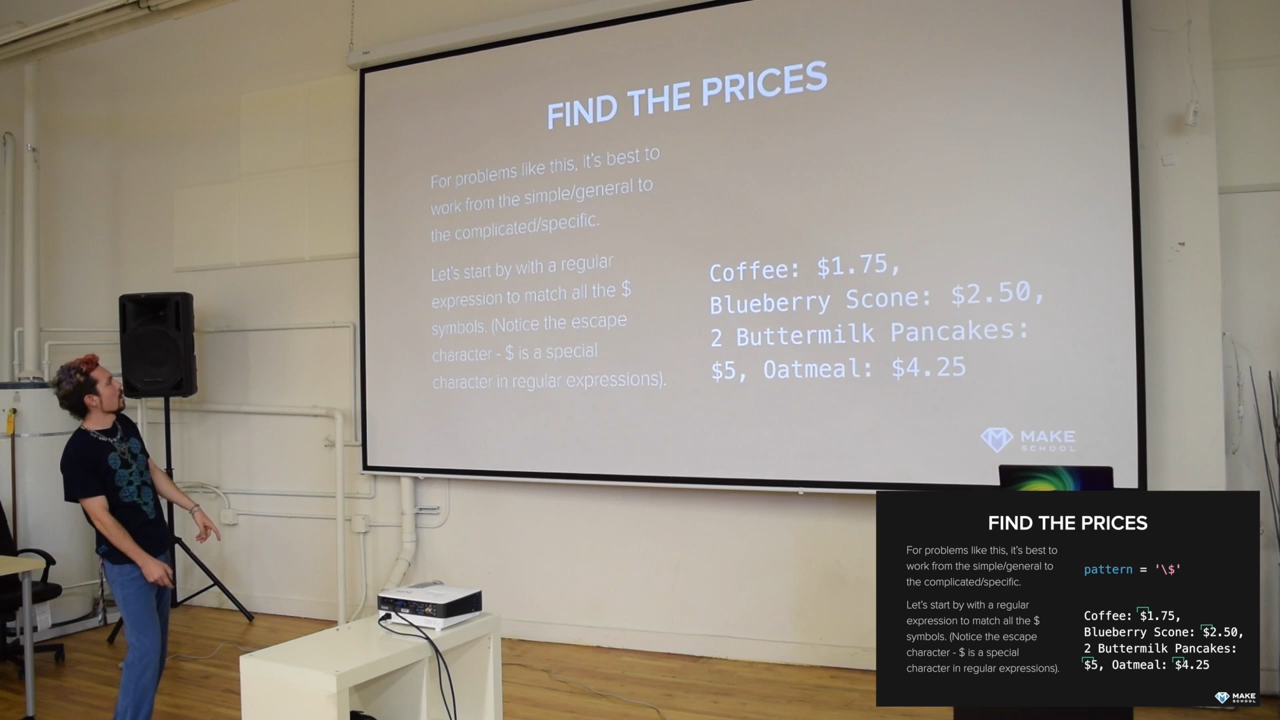 FIND THE PRICES
For problems like this, it's best to
work from the simple/general to
the complicated/specific.
Let's start by with a regular
expression to match all the $
symbols. (Notice the escape
character - $ is a special
character in regular expressions).
Coffee: $1.75,
Blueberry Scone: $2.50,
2 Buttermilk Pancakes:
$5, Oatmeal: $4.25
MAKE
SCHOOL
FIND THE PRICES
For problems like this, it's best to
work from the simple/general to
the complicated/specific.
Let's start by with a regular
expression to match all the $
symbols. (Notice the escape
character - $ is a special
character in regular expressions).
pattern = '\$'
Coffee: $1.75,
Blueberry Scone: $2.50,
2 Buttermilk Pancakes:
$5, Oatmeal: $4.25
MAKE
SCHOOL